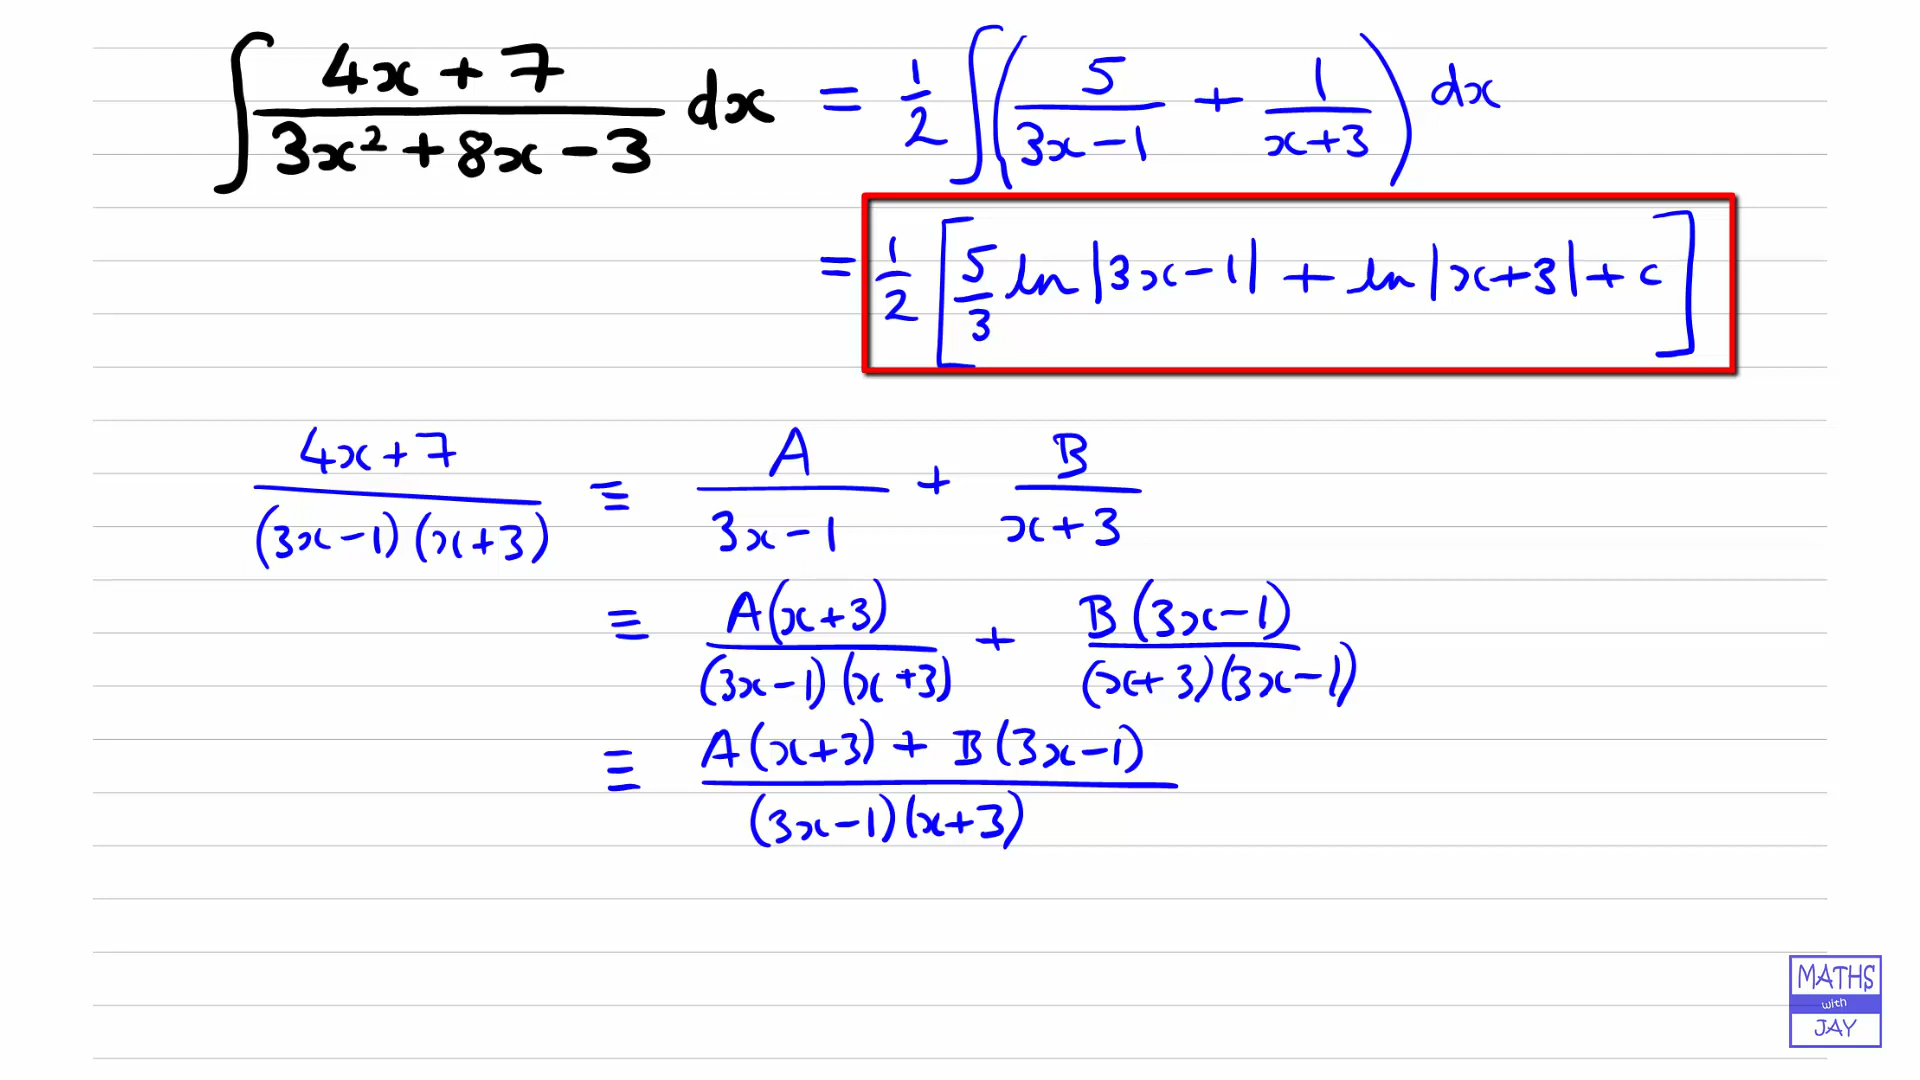 ∫ (4x + 7)/(3x² + 8x − 3) dx = 1/2 ∫ ( 5/(3x−1) + 1/(x+3) ) dx
= 1/2 [ 5/3 ln |3x−1| + ln |x+3| + c ]
(4x+7)/((3x−1)(x+3)) ≡ A/(3x−1) + B/(x+3)
≡ A(x+3)/((3x−1)(x+3)) + B(3x−1)/((x+3)(3x−1))
≡ (A(x+3) + B(3x−1))/((3x−1)(x+3))
MATHS
with
JAY